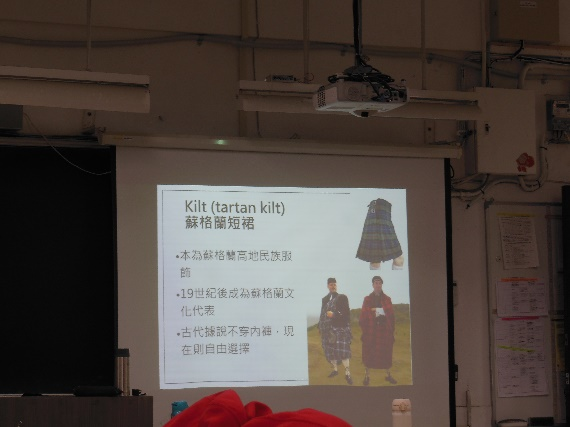 Kilt (tartan kilt)
蘇格蘭短裙
•本為蘇格蘭高地民族服
飾
•19世紀後成為蘇格蘭文
化代表
•古代據說不穿內褲，現
在則自由選擇